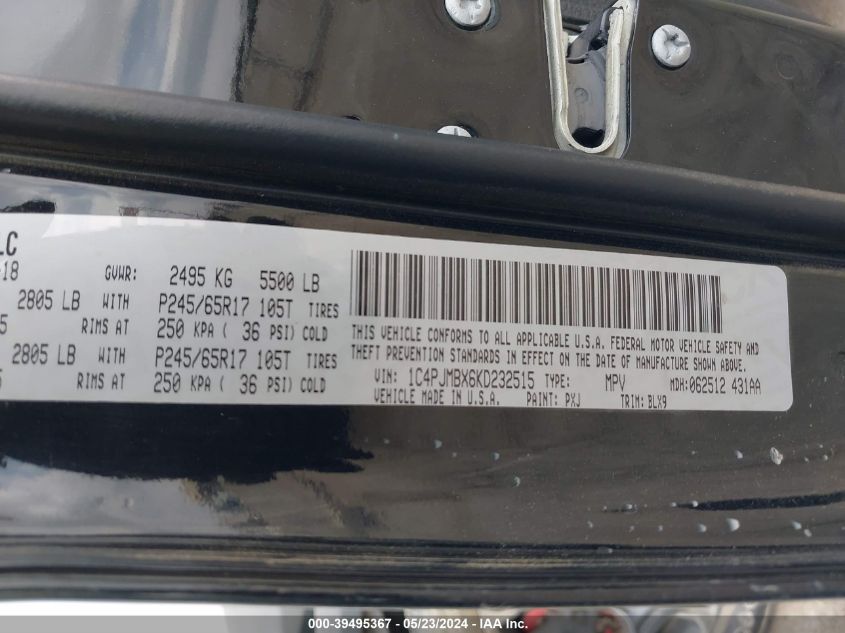 LC
-18
GVWR: 2495 KG 5500 LB
2805 LB WITH P245/65R17 105T TIRES
5 RIMS AT 250 KPA ( 36 PSI) COLD
2805 LB WITH P245/65R17 105T TIRES
5 RIMS AT 250 KPA ( 36 PSI) COLD
THIS VEHICLE CONFORMS TO ALL APPLICABLE U.S.A. FEDERAL MOTOR VEHICLE SAFETY AND
THEFT PREVENTION STANDARDS IN EFFECT ON THE DATE OF MANUFACTURE SHOWN ABOVE.
VIN: 1C4PJMBX6KD232515 TYPE: MPV MDH: 062512 431AA
VEHICLE MADE IN U.S.A. PAINT: PXJ TRIM: BLX9
000-39495367 - 05/23/2024 - IAA Inc.